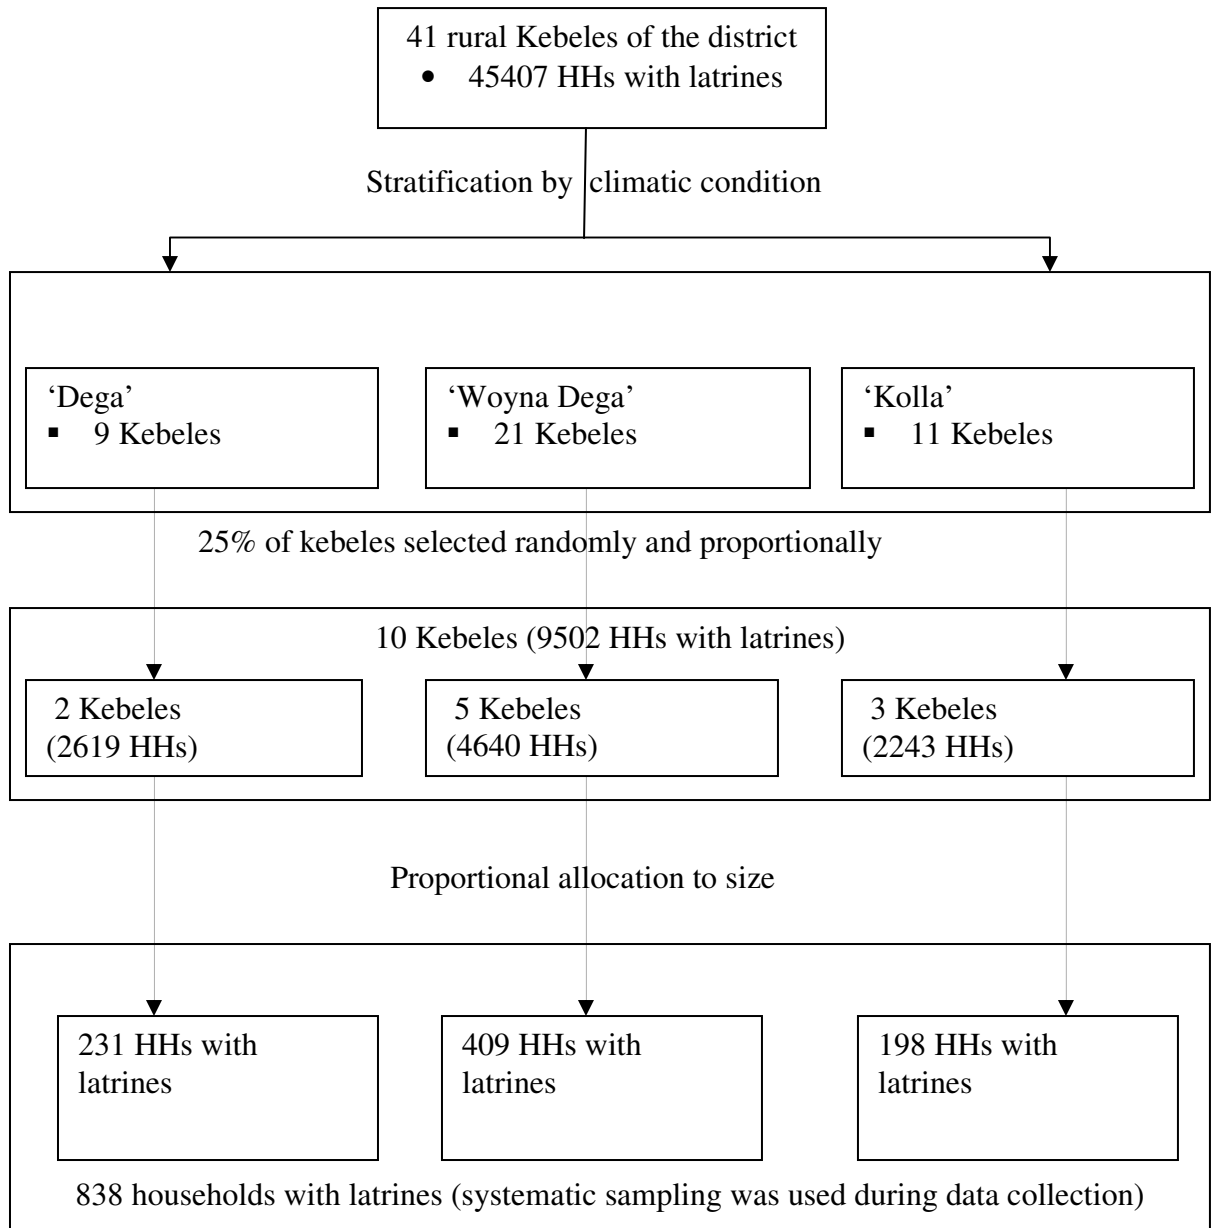 41 rural Kebeles of the district
• 45407 HHs with latrines
Stratification by climatic condition
‘Dega’
▪ 9 Kebeles
‘Woyna Dega’
▪ 21 Kebeles
‘Kolla’
▪ 11 Kebeles
25% of kebeles selected randomly and proportionally
10 Kebeles (9502 HHs with latrines)
2 Kebeles
(2619 HHs)
5 Kebeles
(4640 HHs)
3 Kebeles
(2243 HHs)
Proportional allocation to size
231 HHs with
latrines
409 HHs with
latrines
198 HHs with
latrines
838 households with latrines (systematic sampling was used during data collection)